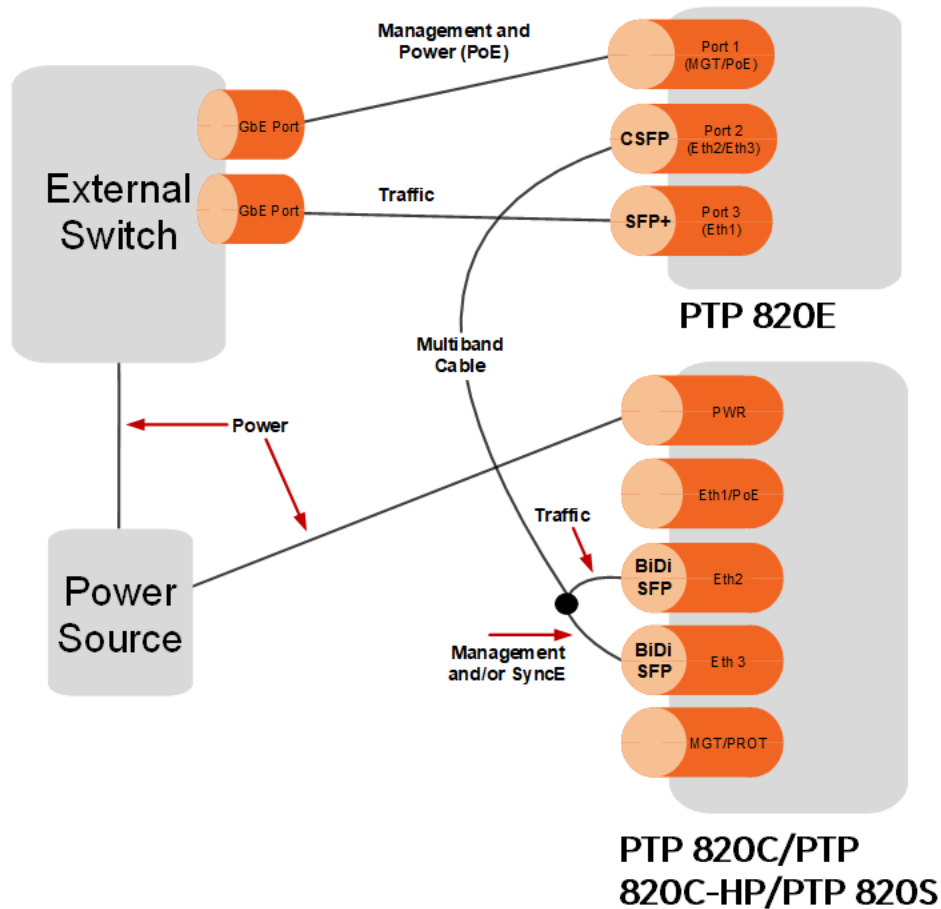 Management and
Power (PoE)
Port 1
(MGT/PoE)
GbE Port
CSFP
Port 2
(Eth2/Eth3)
External
Switch
GbE Port
Traffic
SFP+
Port 3
(Eth1)
PTP 820E
Multiband
Cable
PWR
Power
Eth1/PoE
Traffic
BiDi
SFP
Eth2
Power
Source
BiDi
SFP
Eth 3
Management
and/or SyncE
MGT/PROT
PTP 820C/PTP
820C-HP/PTP 820S